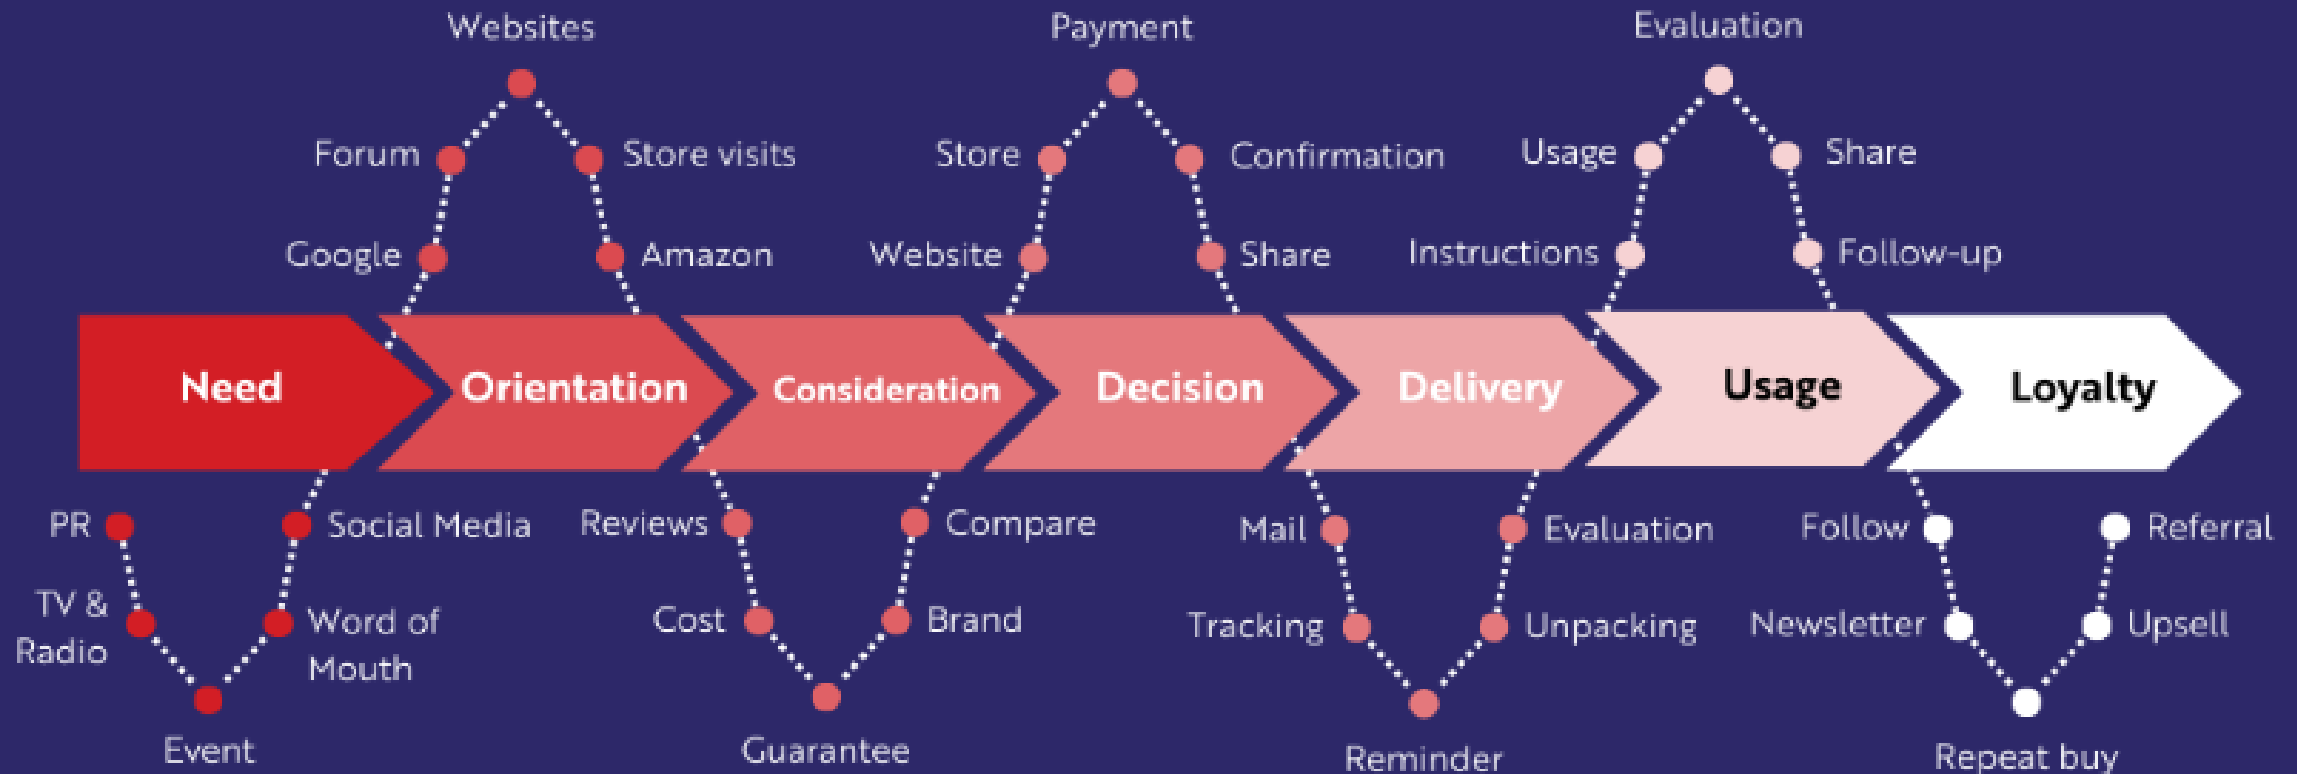 Websites
Payment
Evaluation
Forum
Store visits
Store
Confirmation
Usage
Share
Google
Amazon
Website
Share
Instructions
Follow-up
Need
Orientation
Consideration
Decision
Delivery
Usage
Loyalty
PR
Social Media
Reviews
Compare
Mail
Evaluation
Follow
Referral
TV &
Radio
Word of
Mouth
Cost
Brand
Tracking
Unpacking
Newsletter
Upsell
Event
Guarantee
Reminder
Repeat buy